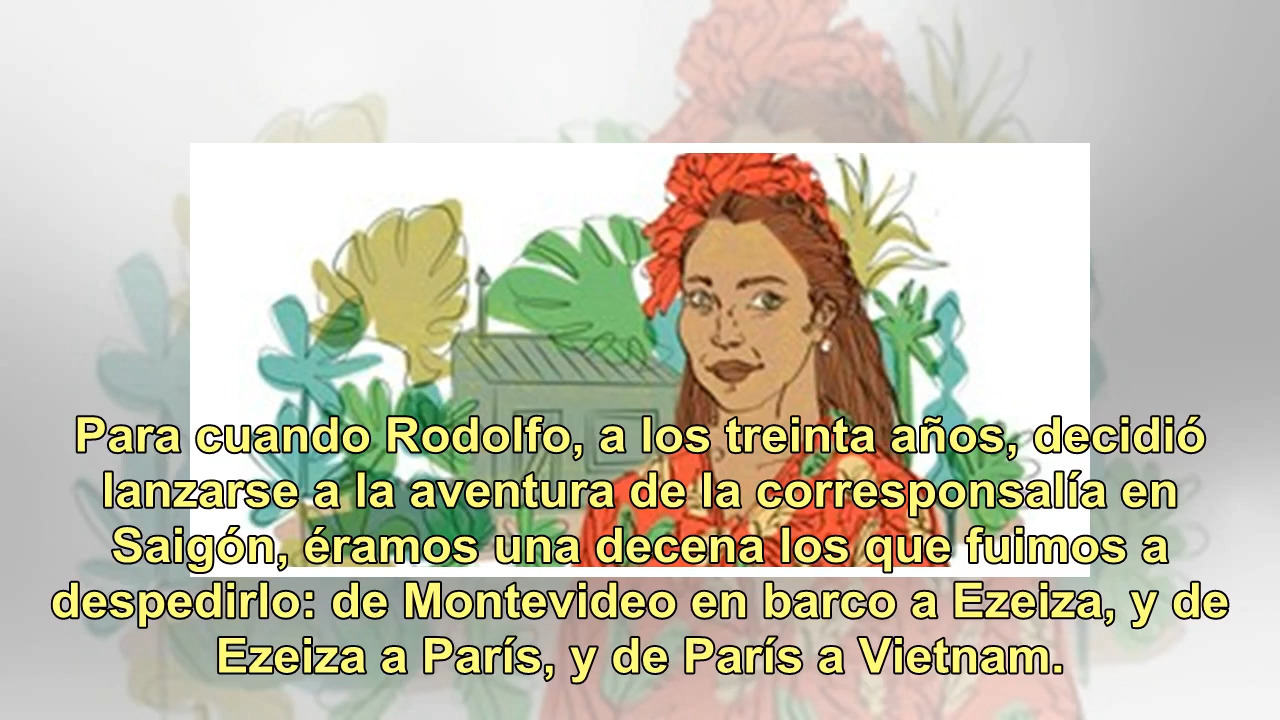 Para cuando Rodolfo, a los treinta años, decidió
lanzarse a la aventura de la corresponsalía en
Saigón, éramos una decena los que fuimos a
despedirlo: de Montevideo en barco a Ezeiza, y de
Ezeiza a París, y de París a Vietnam.